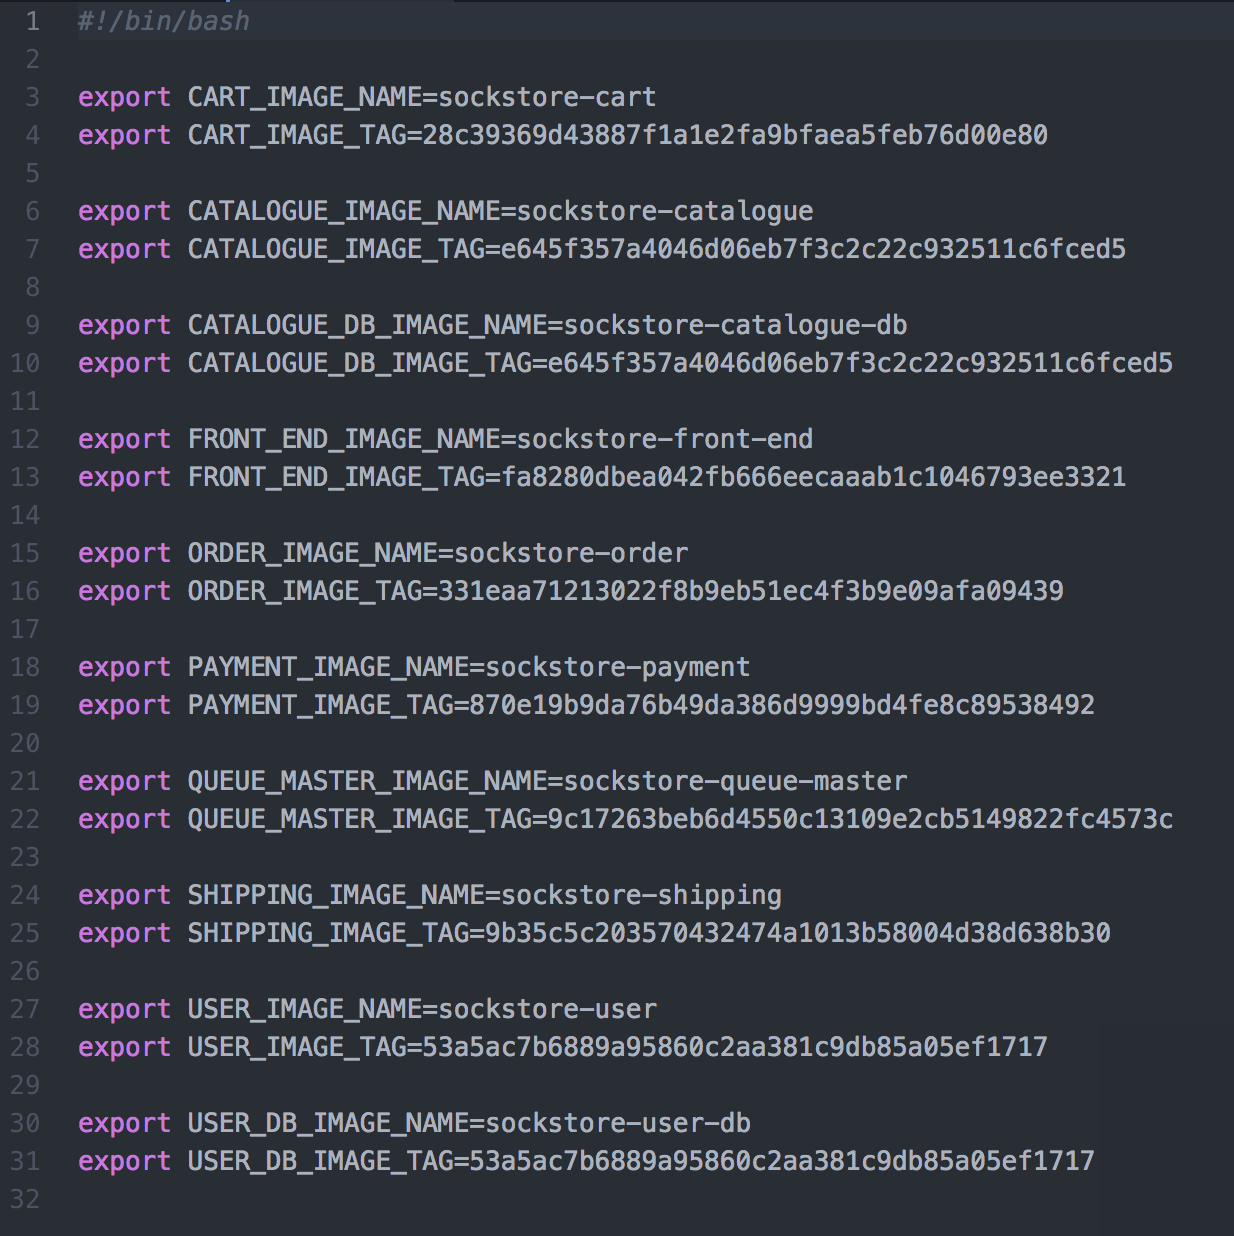 1 #!/bin/bash
2
3 export CART_IMAGE_NAME=sockstore-cart
4 export CART_IMAGE_TAG=28c39369d43887f1a1e2fa9bfaea5feb76d00e80
5
6 export CATALOGUE_IMAGE_NAME=sockstore-catalogue
7 export CATALOGUE_IMAGE_TAG=e645f357a4046d06eb7f3c2c22c932511c6fced5
8
9 export CATALOGUE_DB_IMAGE_NAME=sockstore-catalogue-db
10 export CATALOGUE_DB_IMAGE_TAG=e645f357a4046d06eb7f3c2c22c932511c6fced5
11
12 export FRONT_END_IMAGE_NAME=sockstore-front-end
13 export FRONT_END_IMAGE_TAG=fa8280dbea042fb666eecaaab1c1046793ee3321
14
15 export ORDER_IMAGE_NAME=sockstore-order
16 export ORDER_IMAGE_TAG=331eaa71213022f8b9eb51ec4f3b9e09afa09439
17
18 export PAYMENT_IMAGE_NAME=sockstore-payment
19 export PAYMENT_IMAGE_TAG=870e19b9da76b49da386d9999bd4fe8c89538492
20
21 export QUEUE_MASTER_IMAGE_NAME=sockstore-queue-master
22 export QUEUE_MASTER_IMAGE_TAG=9c17263beb6d4550c13109e2cb5149822fc4573c
23
24 export SHIPPING_IMAGE_NAME=sockstore-shipping
25 export SHIPPING_IMAGE_TAG=9b35c5c203570432474a1013b58004d38d638b30
26
27 export USER_IMAGE_NAME=sockstore-user
28 export USER_IMAGE_TAG=53a5ac7b6889a95860c2aa381c9db85a05ef1717
29
30 export USER_DB_IMAGE_NAME=sockstore-user-db
31 export USER_DB_IMAGE_TAG=53a5ac7b6889a95860c2aa381c9db85a05ef1717
32